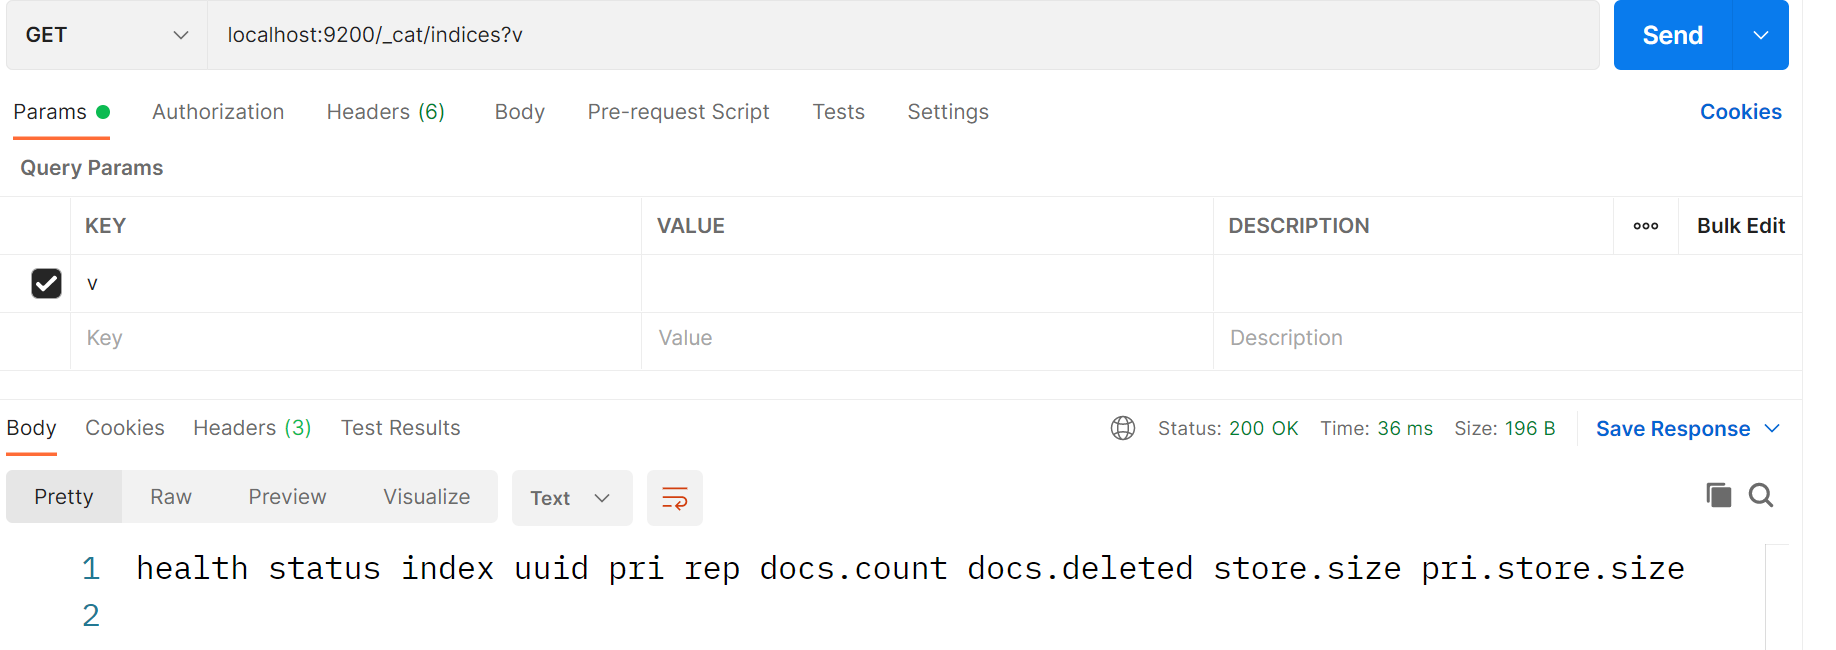 GET localhost:9200/_cat/indices?v Send
Params Authorization Headers (6) Body Pre-request Script Tests Settings Cookies
Query Params
KEY VALUE DESCRIPTION ooo Bulk Edit
v
Key Value Description
Body Cookies Headers (3) Test Results Status: 200 OK Time: 36 ms Size: 196 B Save Response
Pretty Raw Preview Visualize Text
1 health status index uuid pri rep docs.count docs.deleted store.size pri.store.size
2